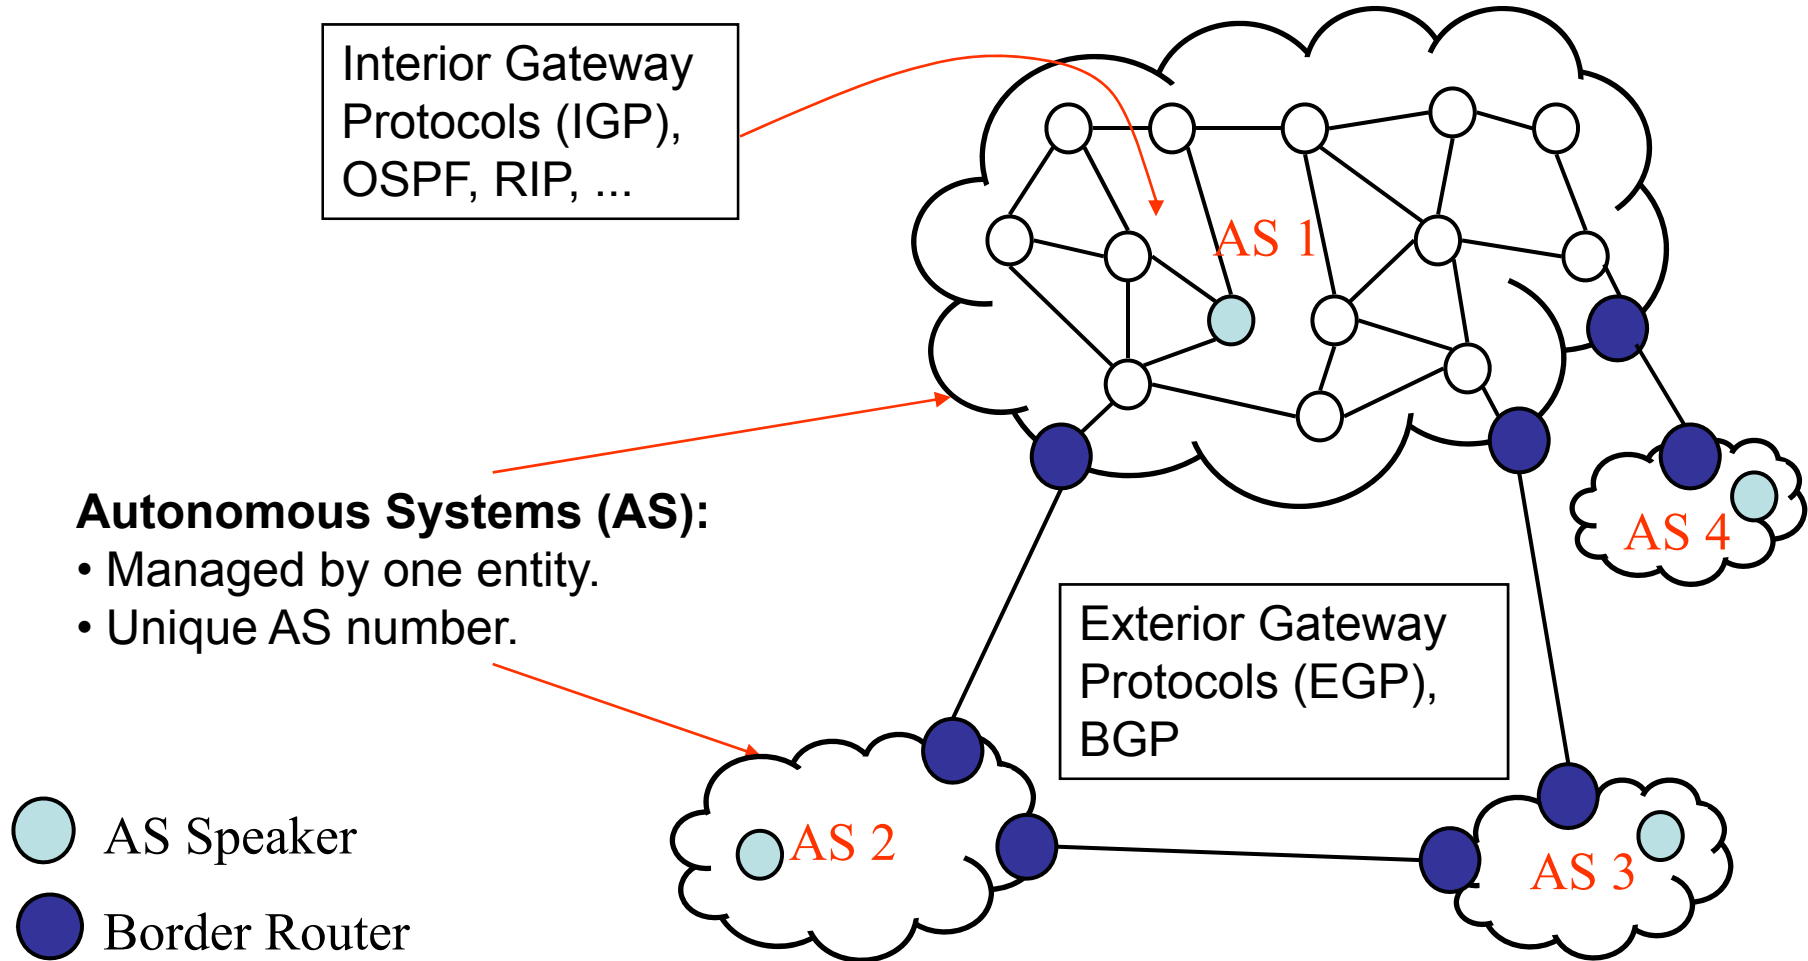 Interior Gateway
Protocols (IGP),
OSPF, RIP, ...
AS 1
Autonomous Systems (AS):
• Managed by one entity.
• Unique AS number.
AS 4
Exterior Gateway
Protocols (EGP),
BGP
AS 2
AS 3
AS Speaker
Border Router